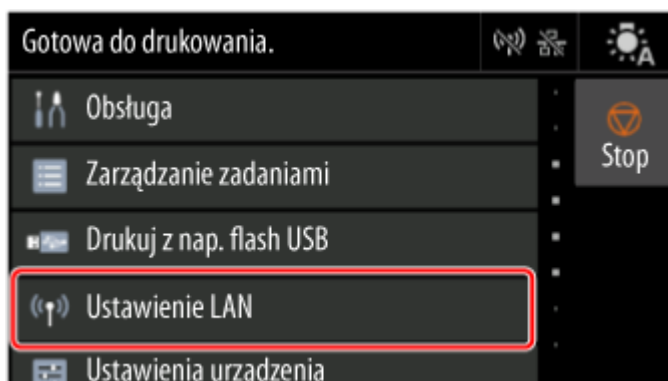 Gotowa do drukowania.
Obsługa
Stop
Zarządzanie zadaniami
Drukuj z nap. flash USB
Ustawienie LAN
Ustawienia urządzenia